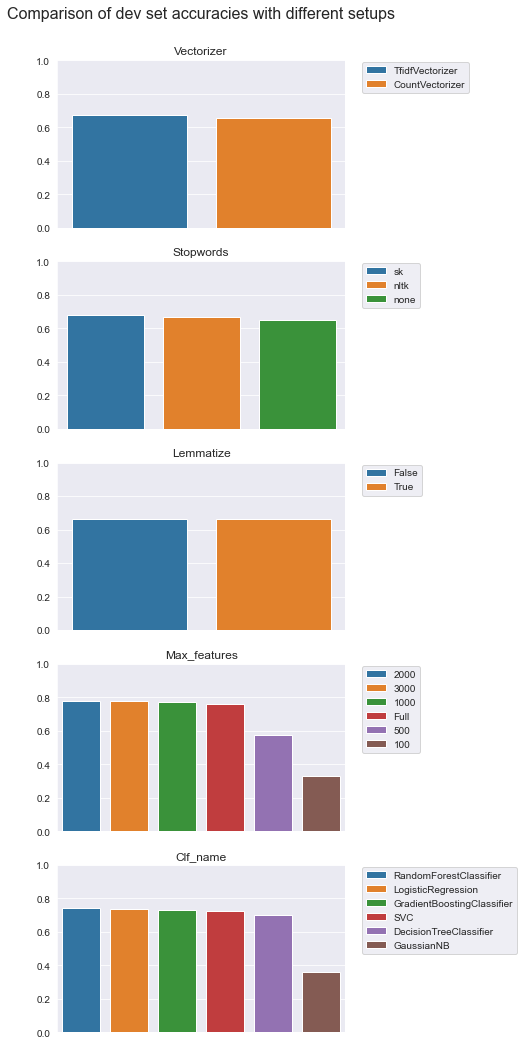 Comparison of dev set accuracies with different setups
Vectorizer
1.0
0.8
0.6
0.4
0.2
0.0
TfidfVectorizer
CountVectorizer
Stopwords
1.0
0.8
0.6
0.4
0.2
0.0
sk
nltk
none
Lemmatize
1.0
0.8
0.6
0.4
0.2
0.0
False
True
Max_features
1.0
0.8
0.6
0.4
0.2
0.0
2000
3000
1000
Full
500
100
Clf_name
1.0
0.8
0.6
0.4
0.2
0.0
RandomForestClassifier
LogisticRegression
GradientBoostingClassifier
SVC
DecisionTreeClassifier
GaussianNB